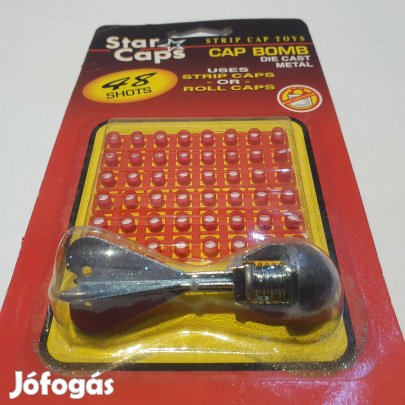 Star Caps
STRIP CAP TOYS
CAP BOMB
DIE CAST
METAL
48
SHOTS
USES
STRIP CAPS
-OR-
ROLL CAPS
Jófogás